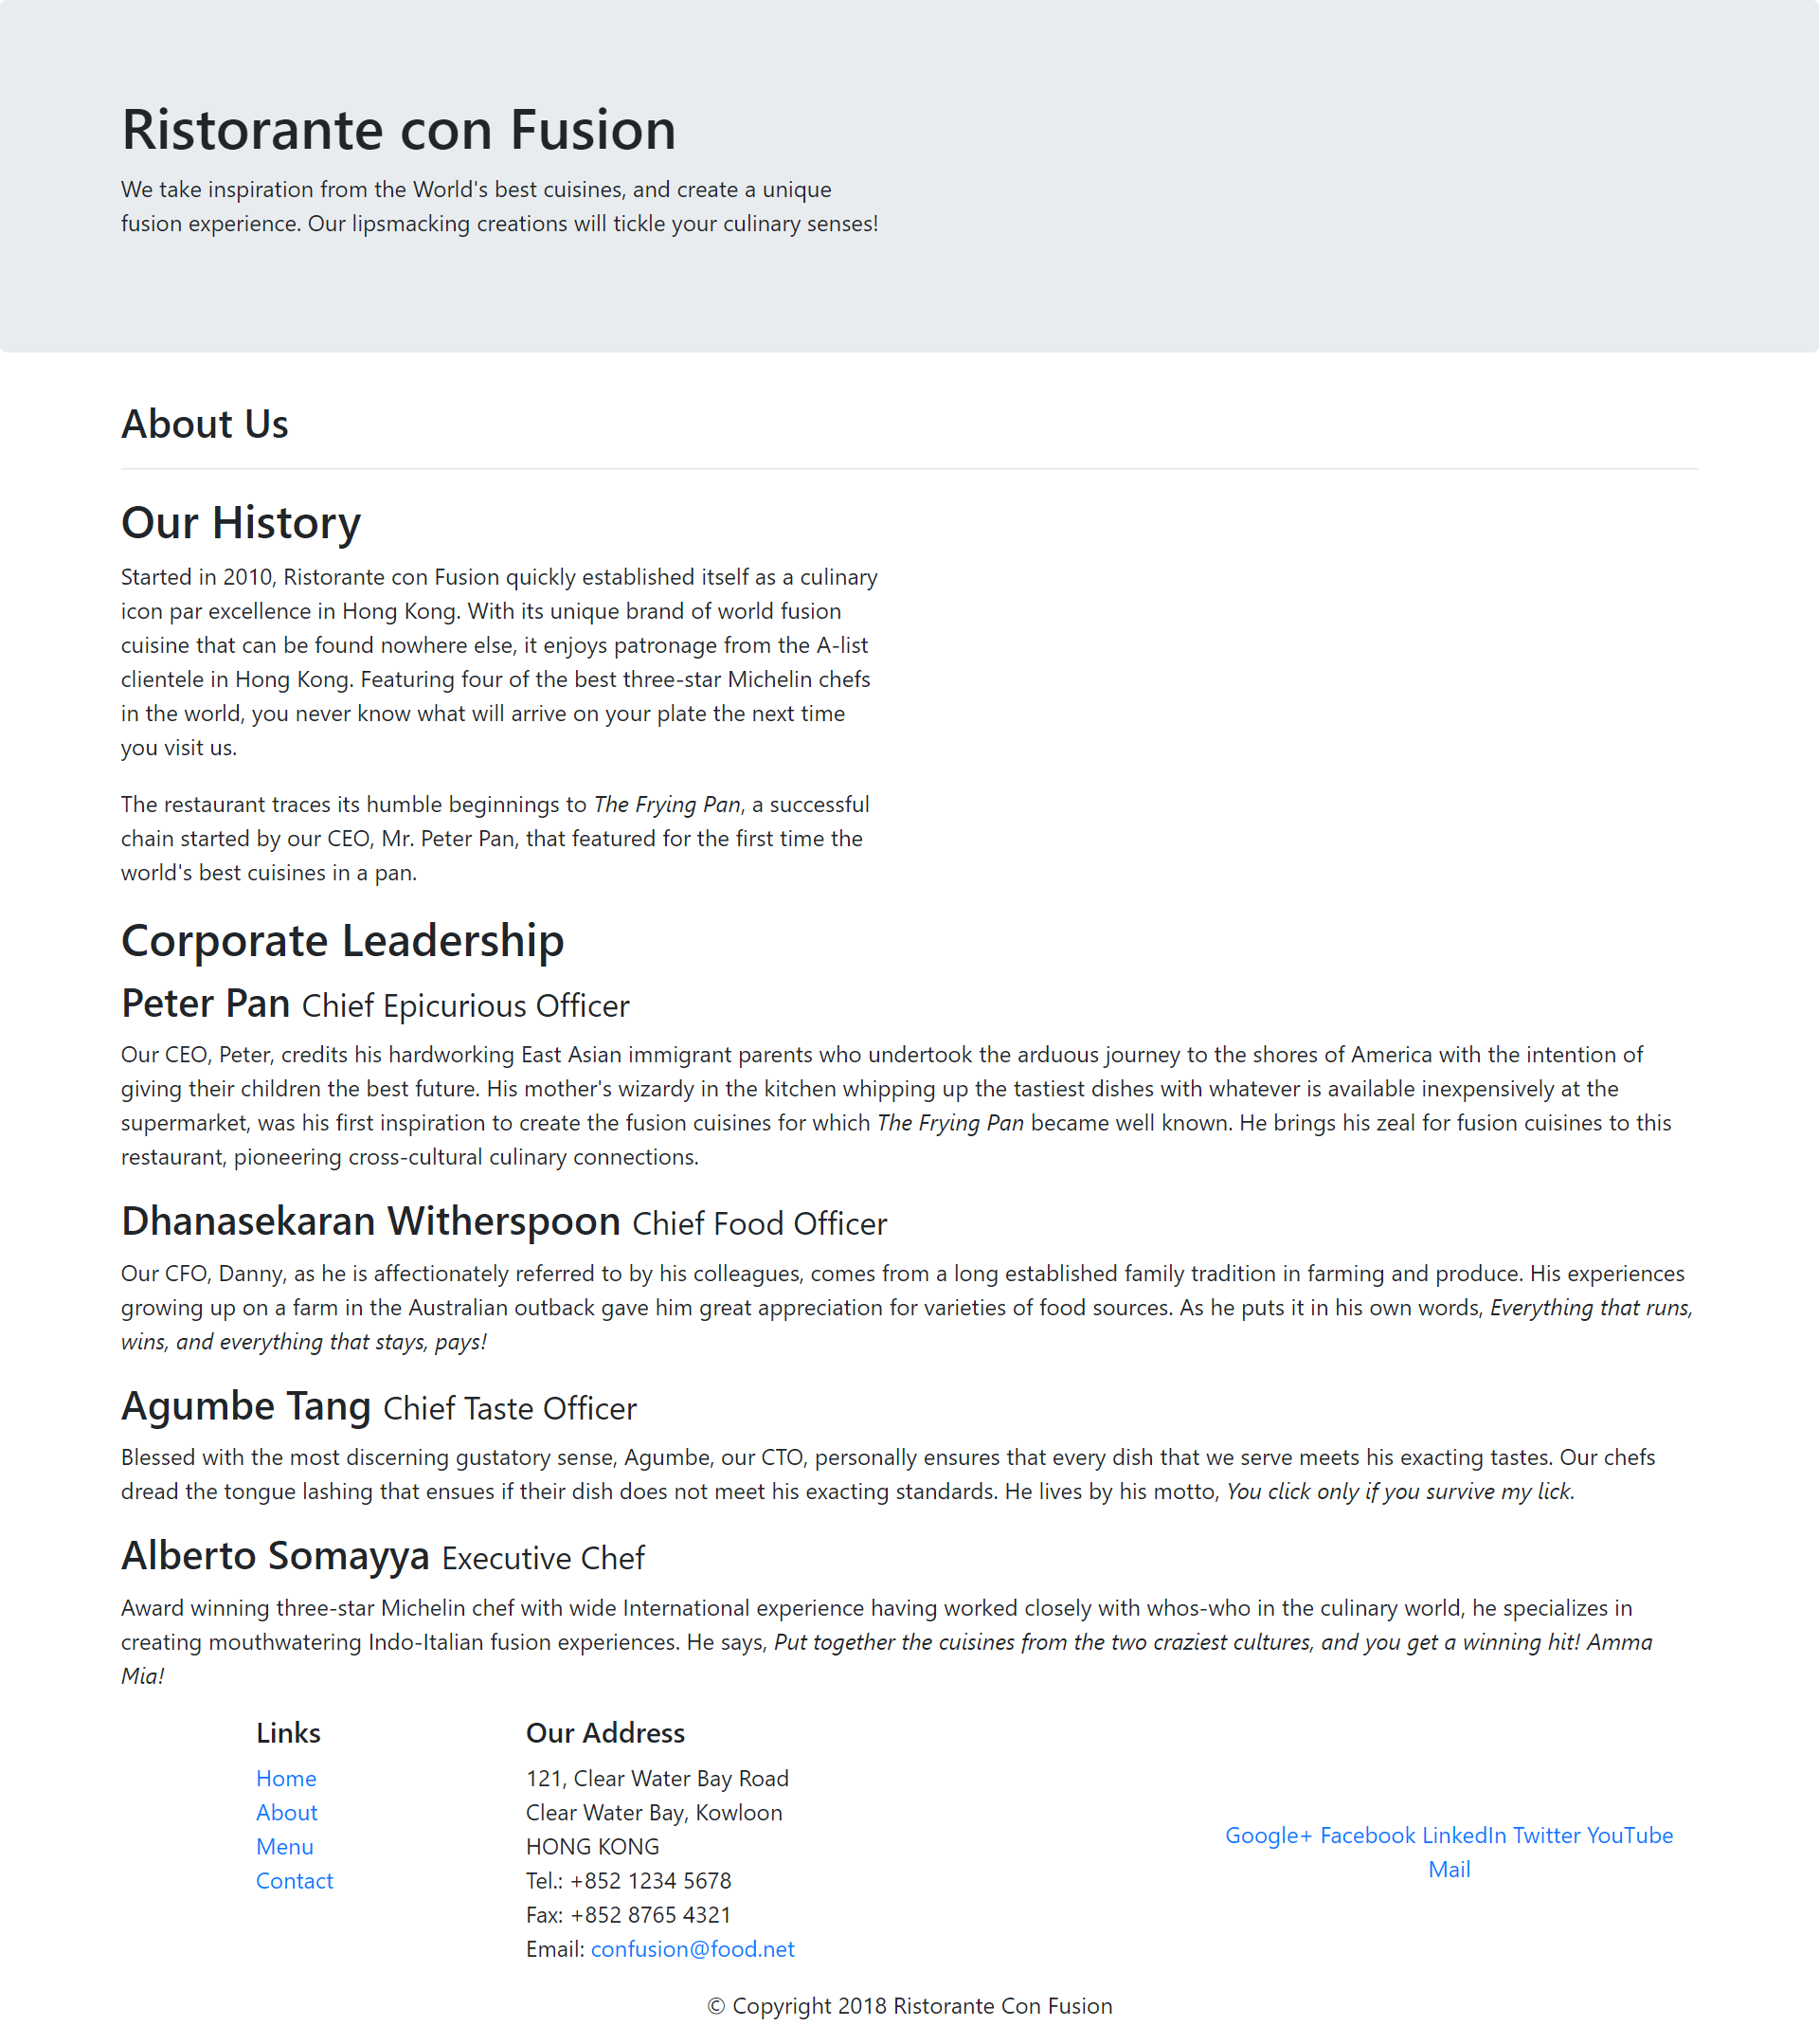 Ristorante con Fusion
We take inspiration from the World's best cuisines, and create a unique
fusion experience. Our lipsmacking creations will tickle your culinary senses!
About Us
Our History
Started in 2010, Ristorante con Fusion quickly established itself as a culinary
icon par excellence in Hong Kong. With its unique brand of world fusion
cuisine that can be found nowhere else, it enjoys patronage from the A-list
clientele in Hong Kong. Featuring four of the best three-star Michelin chefs
in the world, you never know what will arrive on your plate the next time
you visit us.
The restaurant traces its humble beginnings to The Frying Pan, a successful
chain started by our CEO, Mr. Peter Pan, that featured for the first time the
world's best cuisines in a pan.
Corporate Leadership
Peter Pan Chief Epicurious Officer
Our CEO, Peter, credits his hardworking East Asian immigrant parents who undertook the arduous journey to the shores of America with the intention of
giving their children the best future. His mother's wizardy in the kitchen whipping up the tastiest dishes with whatever is available inexpensively at the
supermarket, was his first inspiration to create the fusion cuisines for which The Frying Pan became well known. He brings his zeal for fusion cuisines to this
restaurant, pioneering cross-cultural culinary connections.
Dhanasekaran Witherspoon Chief Food Officer
Our CFO, Danny, as he is affectionately referred to by his colleagues, comes from a long established family tradition in farming and produce. His experiences
growing up on a farm in the Australian outback gave him great appreciation for varieties of food sources. As he puts it in his own words, Everything that runs,
wins, and everything that stays, pays!
Agumbe Tang Chief Taste Officer
Blessed with the most discerning gustatory sense, Agumbe, our CTO, personally ensures that every dish that we serve meets his exacting tastes. Our chefs
dread the tongue lashing that ensues if their dish does not meet his exacting standards. He lives by his motto, You click only if you survive my lick.
Alberto Somayya Executive Chef
Award winning three-star Michelin chef with wide International experience having worked closely with whos-who in the culinary world, he specializes in
creating mouthwatering Indo-Italian fusion experiences. He says, Put together the cuisines from the two craziest cultures, and you get a winning hit! Amma
Mia!
Links
Home
About
Menu
Contact
Our Address
121, Clear Water Bay Road
Clear Water Bay, Kowloon
HONG KONG
Tel.: +852 1234 5678
Fax: +852 8765 4321
Email: confusion@food.net
Google+ Facebook LinkedIn Twitter YouTube
Mail
© Copyright 2018 Ristorante Con Fusion